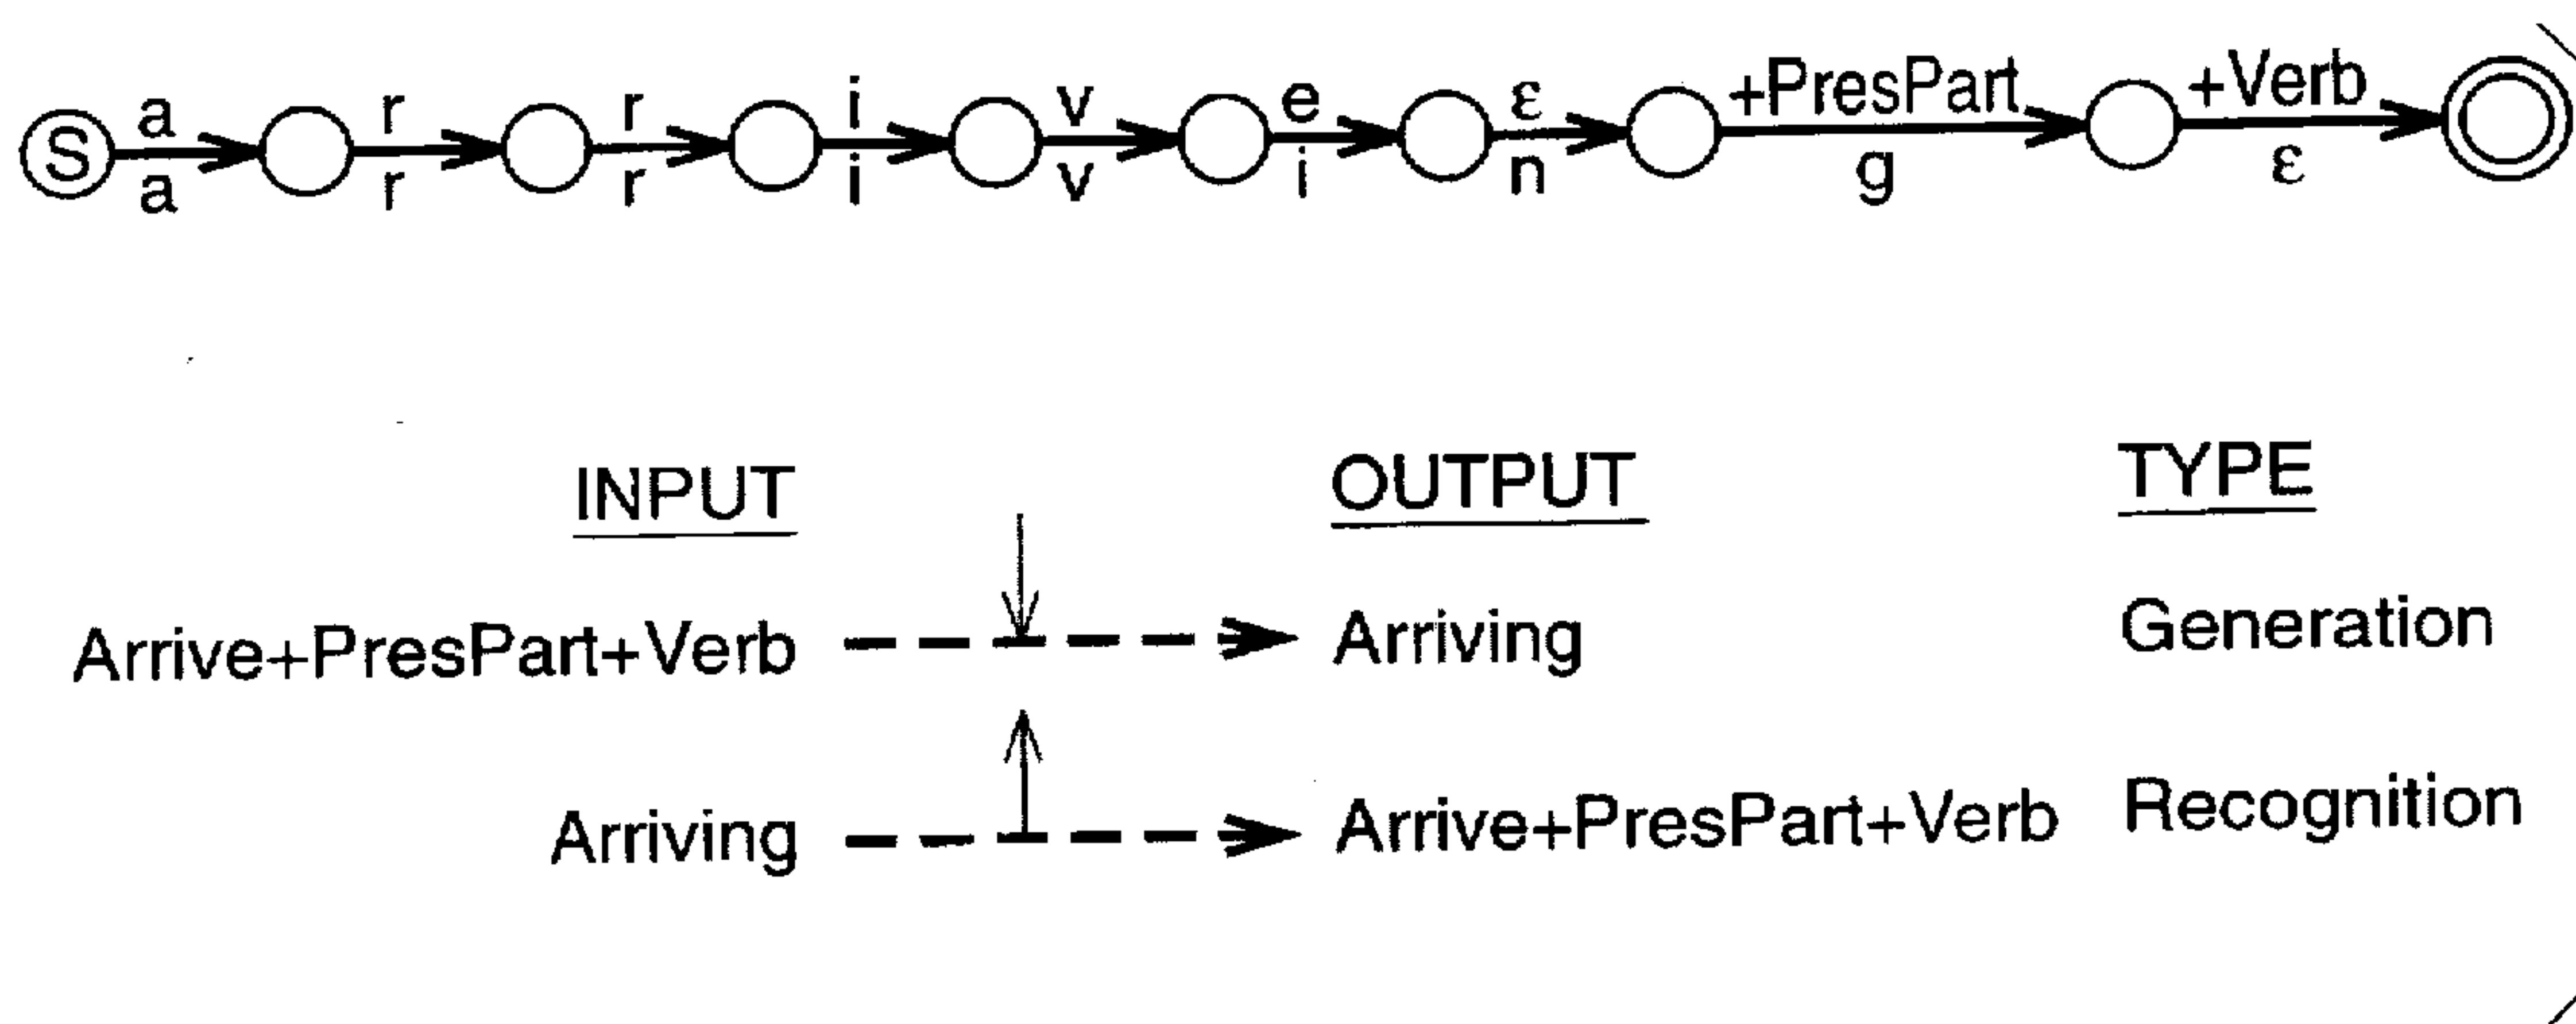 a r r i v e ε +PresPart +Verb
S
a r r i v i n g ε
INPUT OUTPUT TYPE
Arrive+PresPart+Verb Arriving Generation
Arriving Arrive+PresPart+Verb Recognition